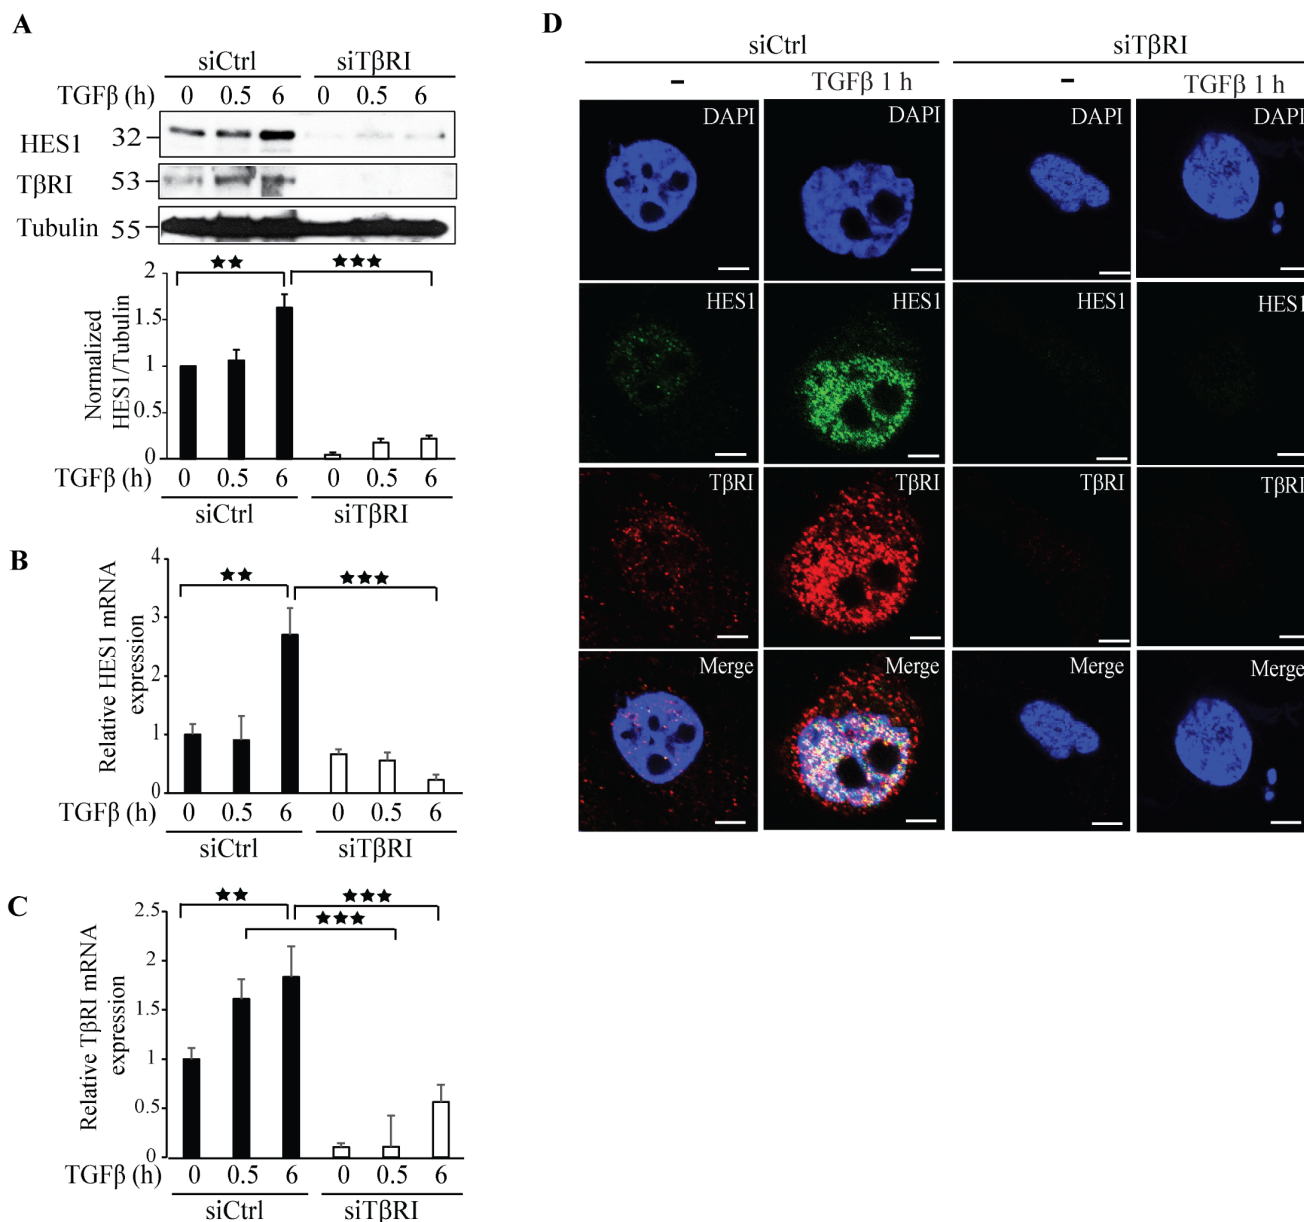 A
siCtrl siTβRI
TGFβ (h) 0 0.5 6 0 0.5 6
HES1 32
TβRI 53
Tubulin 55
★★ ★★★
Normalized
HES1/Tubulin
2
1.5
1
0.5
0
TGFβ (h) 0 0.5 6 0 0.5 6
siCtrl siTβRI
B
★★ ★★★
Relative HES1 mRNA
expression
4
3
2
1
0
TGFβ (h) 0 0.5 6 0 0.5 6
siCtrl siTβRI
C
★★ ★★★
★★★
Relative TβRI mRNA
expression
2.5
2
1.5
1
0.5
0
TGFβ (h) 0 0.5 6 0 0.5 6
siCtrl siTβRI
D
siCtrl siTβRI
- TGFβ 1 h - TGFβ 1 h
DAPI DAPI DAPI DAPI
HES1 HES1 HES1 HES1
TβRI TβRI TβRI TβRI
Merge Merge Merge Merge